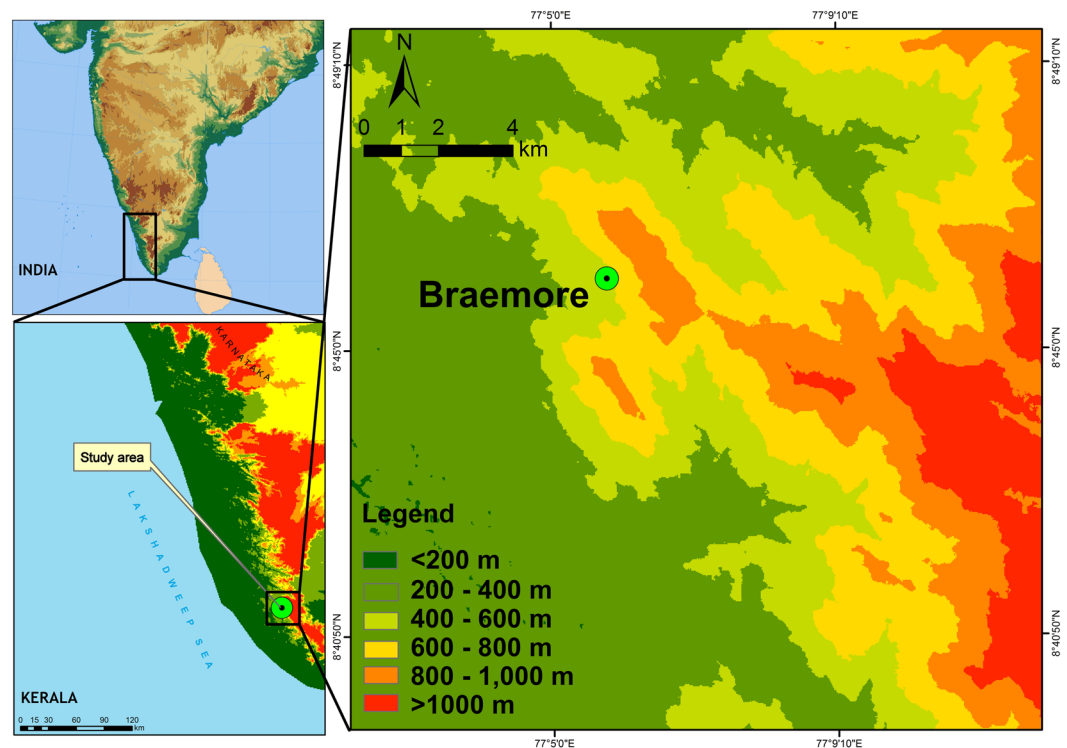 INDIA
KARNATAKA
Study area
LAKSHADWEEP SEA
KERALA
0 15 30 60 90 120
km
77°5'0"E
77°9'10"E
8°49'10"N
8°49'10"N
N
0 1 2 4
km
Braemore
8°45'0"N
8°45'0"N
Legend
<200 m
200 - 400 m
400 - 600 m
600 - 800 m
800 - 1,000 m
>1000 m
8°40'50"N
8°40'50"N
77°5'0"E
77°9'10"E